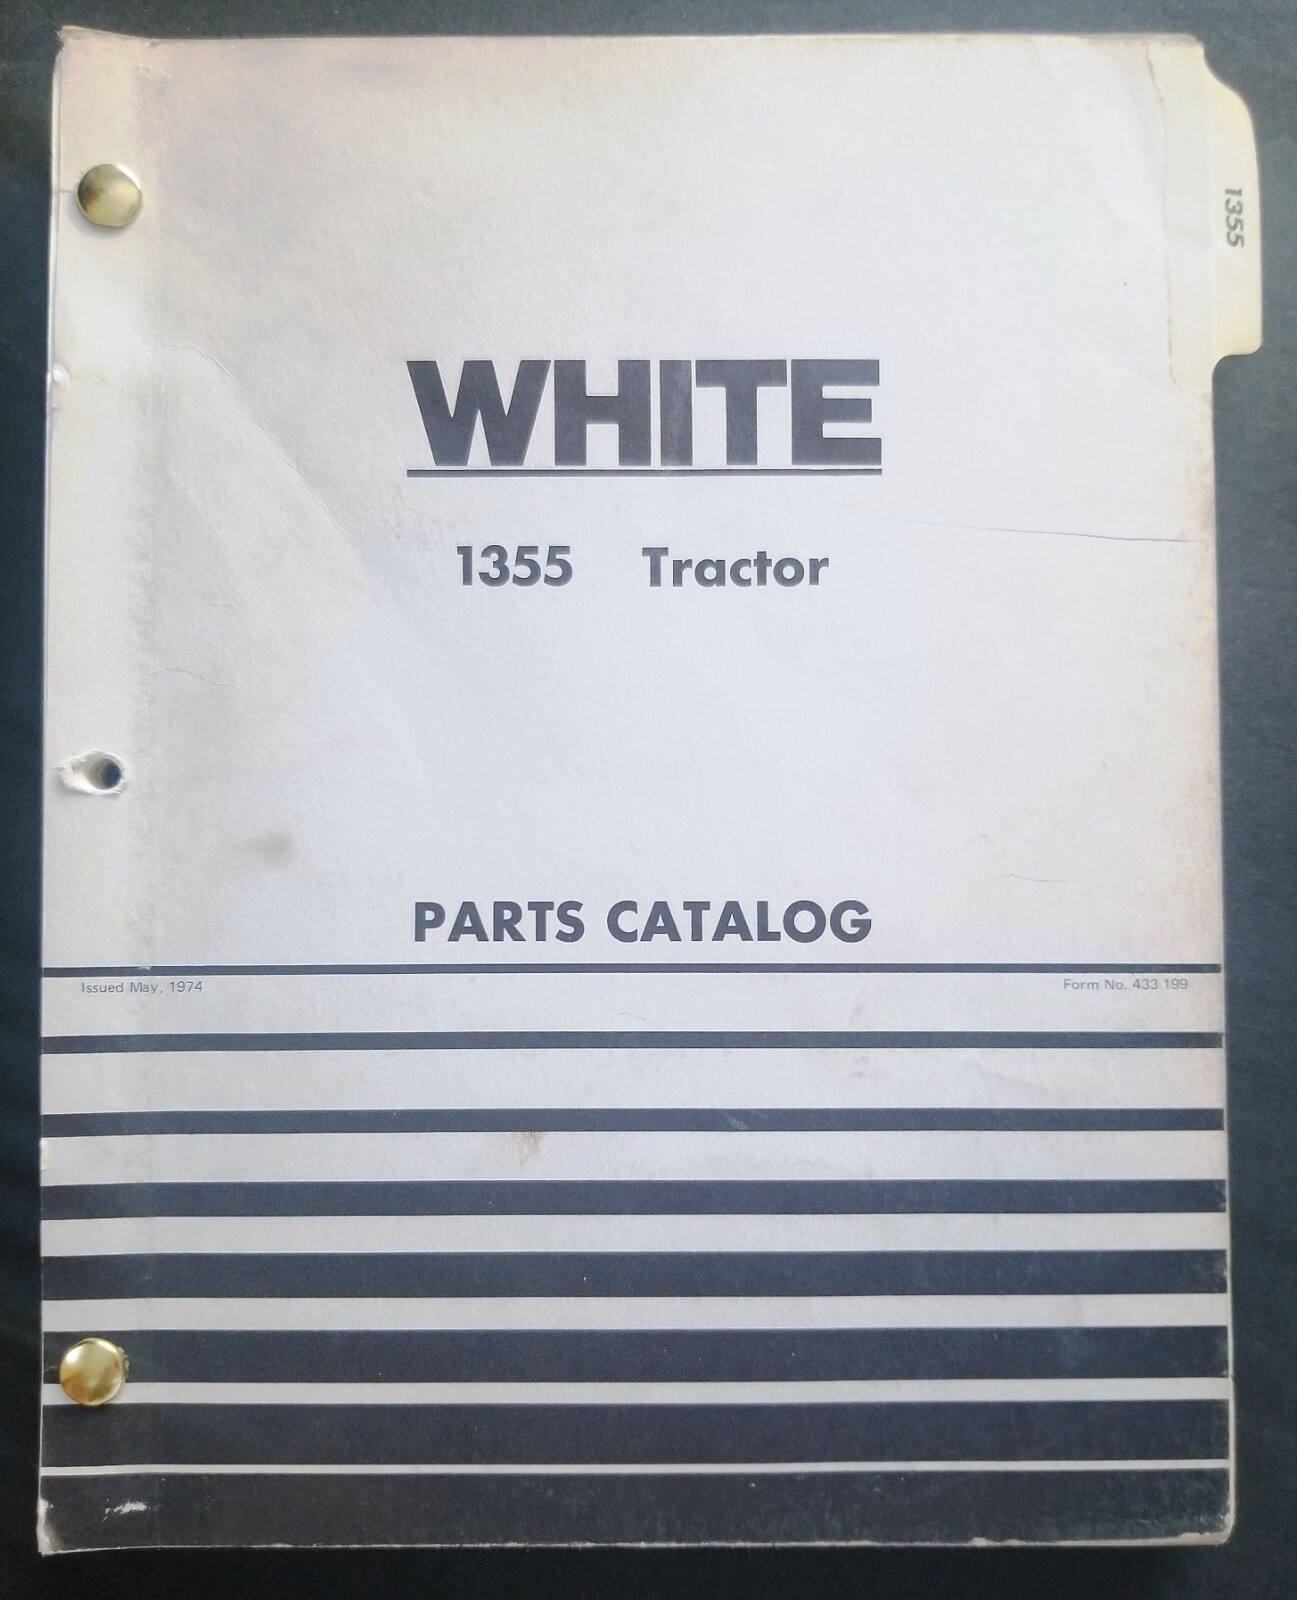 1355
WHITE
1355 Tractor
PARTS CATALOG
Issued May, 1974
Form No. 433 199